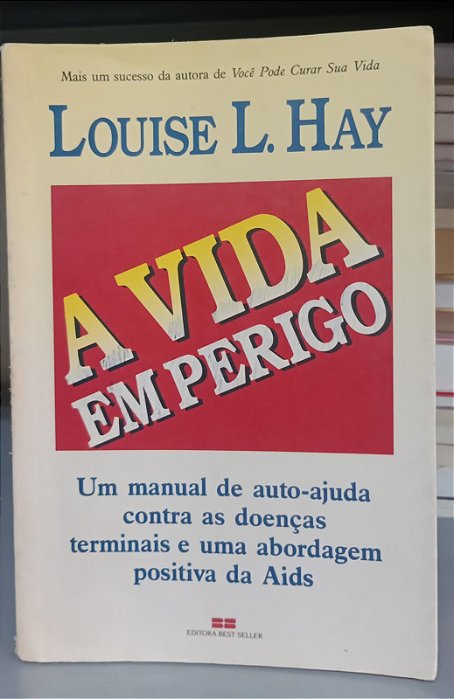 Mais um sucesso da autora de Você Pode Curar Sua Vida
LOUISE L. HAY
A VIDA
EM PERIGO
Um manual de auto-ajuda
contra as doenças
terminais e uma abordagem
positiva da Aids
EDITORA BEST SELLER